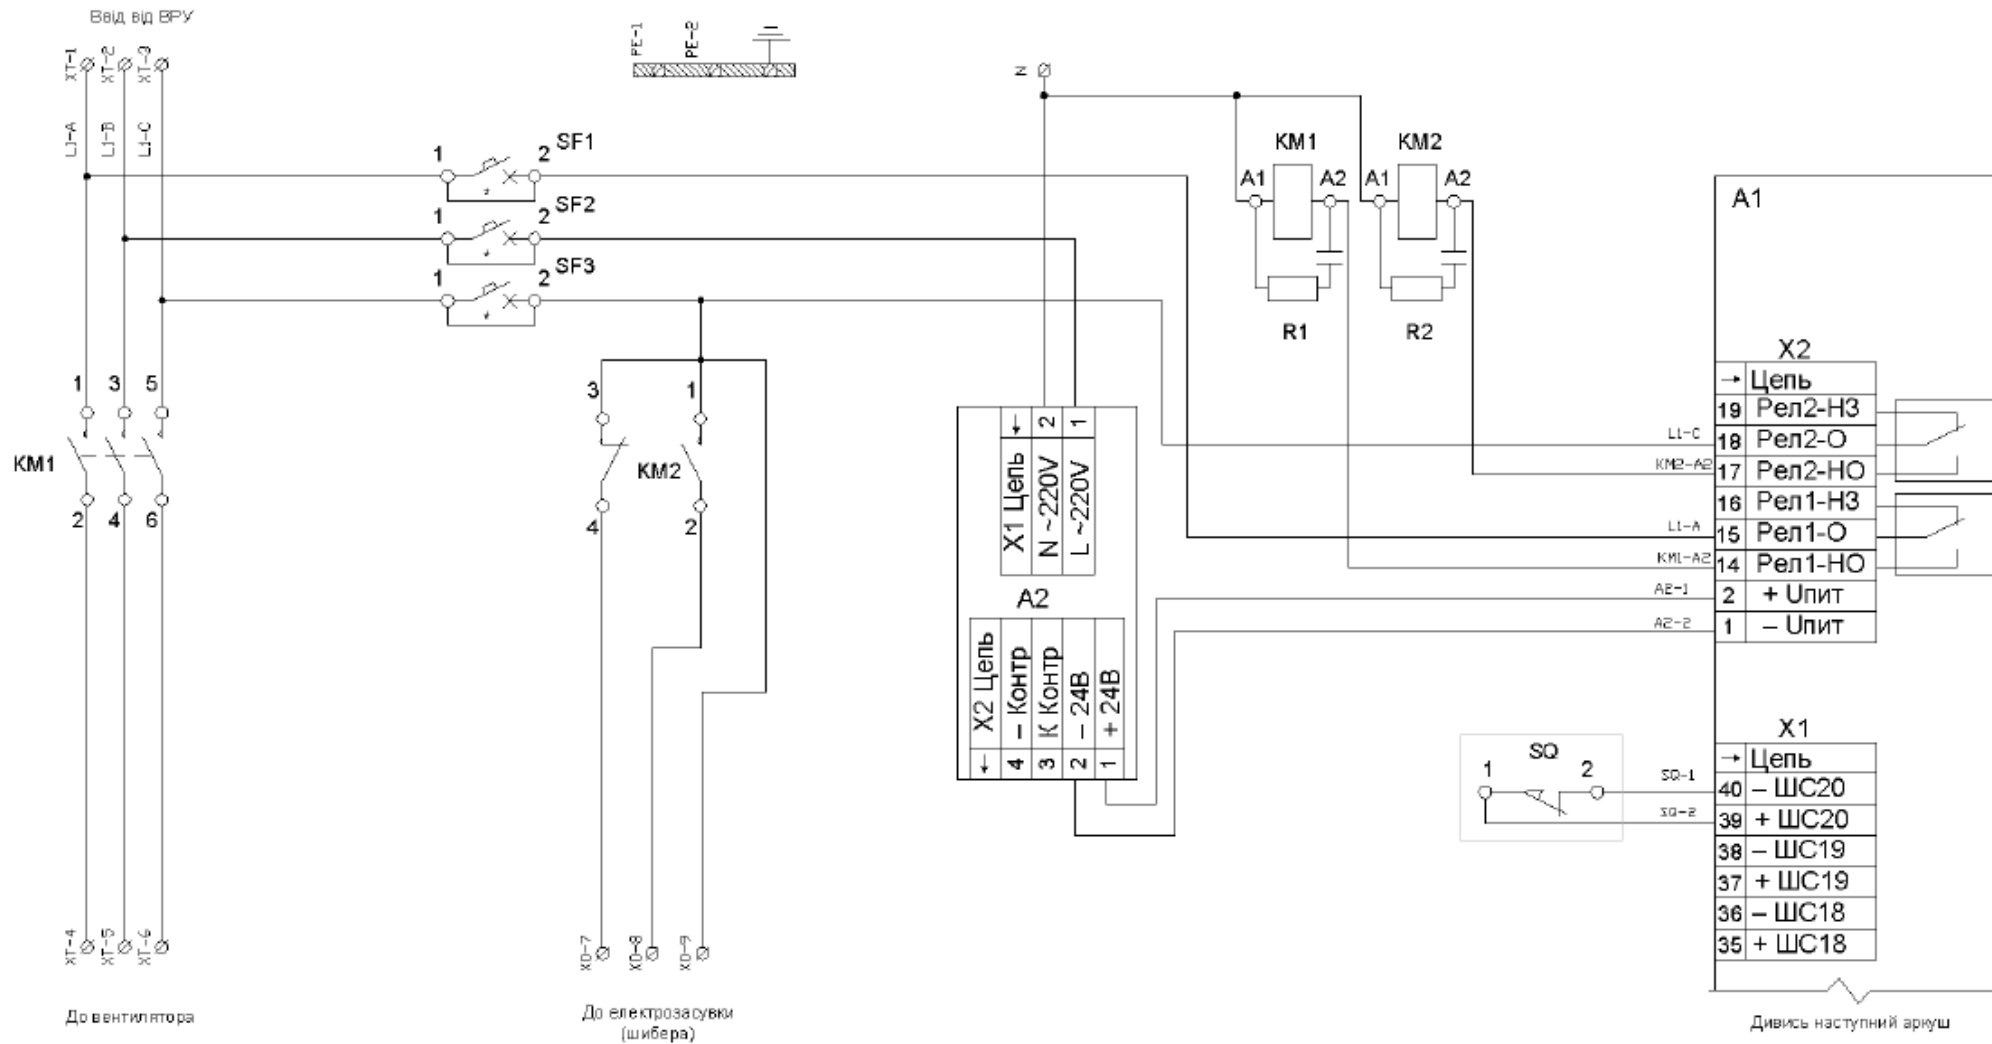 Ввід від ВРУ
XT-1
XT-2
XT-3
L1-A
L1-B
L1-C
PE-1
PE-2
N
1
2
SF1
1
2
SF2
1
2
SF3
KM1
A1
A2
R1
KM2
A1
A2
R2
1
3
5
KM1
2
4
6
3
1
KM2
4
2
XT-4
XT-5
XT-6
До вентилятора
XD-7
XD-8
XD-9
До електрозасувки
(шибера)
X1 Цепь
2 N ~220V
1 L ~220V
A2
X2 Цепь
4 – Контр
3 К Контр
2 – 24В
1 + 24В
A1
X2
Цепь
19 Рел2-НЗ
L1-C 18 Рел2-О
KM2-A2 17 Рел2-НО
16 Рел1-НЗ
L1-A 15 Рел1-О
KM1-A2 14 Рел1-НО
A2-1 2 + Uпит
A2-2 1 – Uпит
SQ
1
2
X1
Цепь
SQ-1 40 – ШС20
SQ-2 39 + ШС20
38 – ШС19
37 + ШС19
36 – ШС18
35 + ШС18
Дивись наступний аркуш